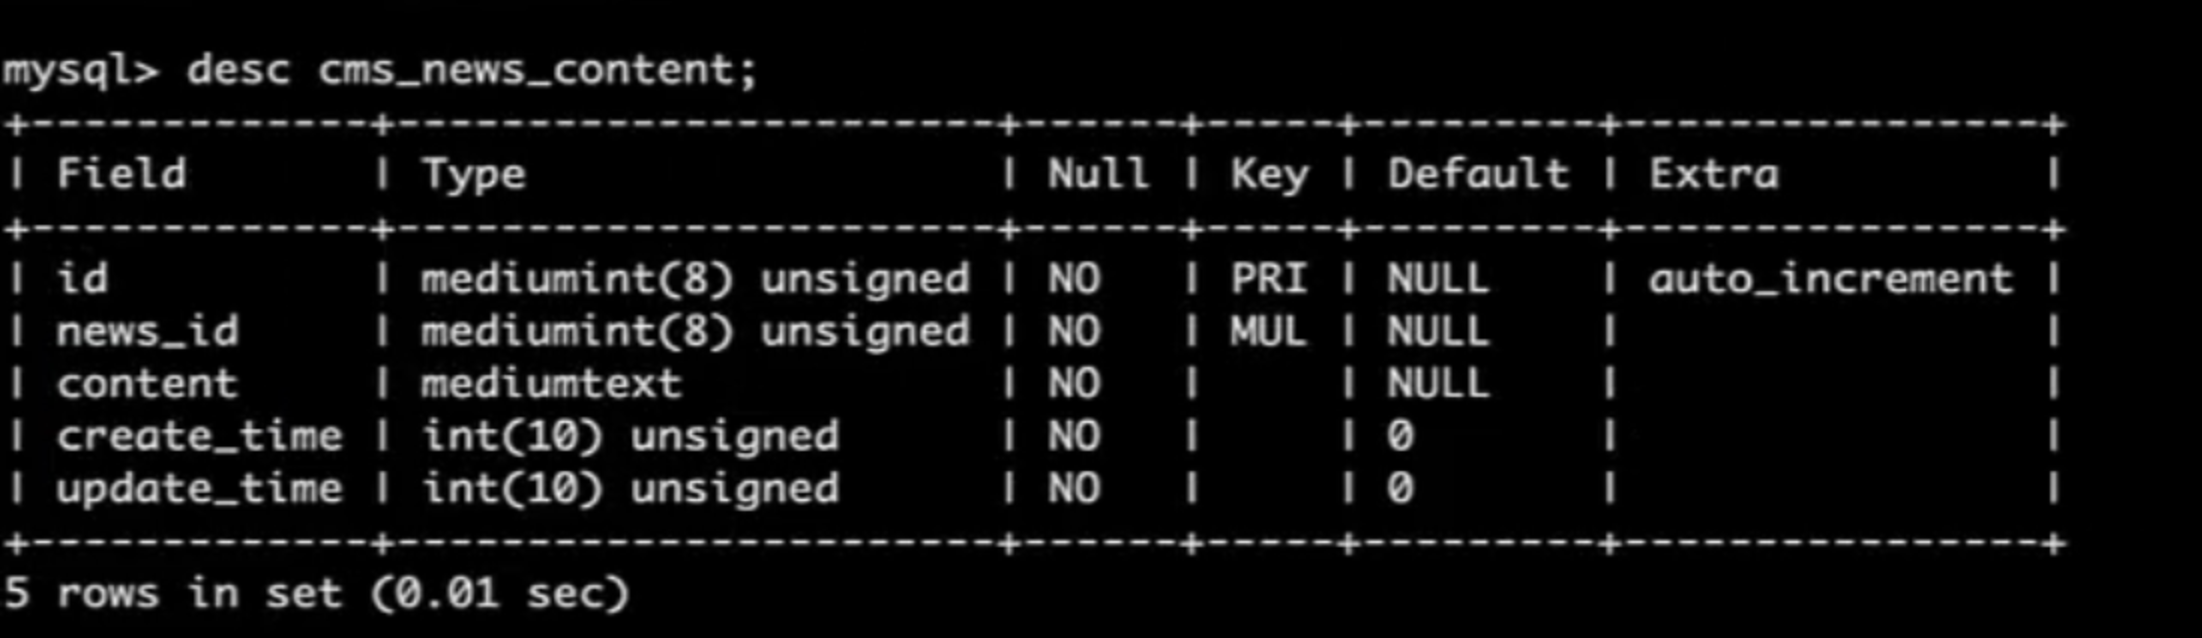 mysql> desc cms_news_content;
+-------------+-----------------------+------+-----+---------+----------------+
| Field       | Type                  | Null | Key | Default | Extra          |
+-------------+-----------------------+------+-----+---------+----------------+
| id          | mediumint(8) unsigned | NO   | PRI | NULL    | auto_increment |
| news_id     | mediumint(8) unsigned | NO   | MUL | NULL    |                |
| content     | mediumtext            | NO   |     | NULL    |                |
| create_time | int(10) unsigned      | NO   |     | 0       |                |
| update_time | int(10) unsigned      | NO   |     | 0       |                |
+-------------+-----------------------+------+-----+---------+----------------+
5 rows in set (0.01 sec)